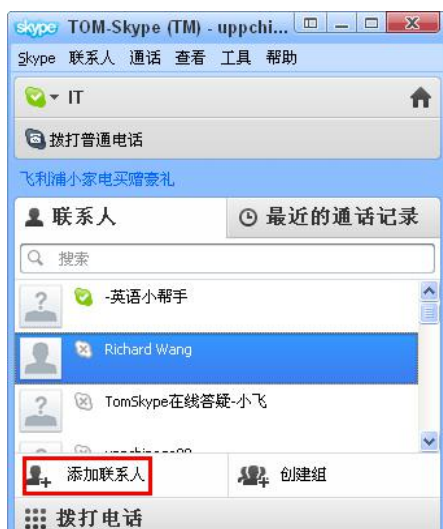 skype TOM-Skype (TM) - uppchi...
Skype 联系人 通话 查看 工具 帮助
IT
拨打普通电话
飞利浦小家电买赠豪礼
联系人 最近的通话记录
搜索
-英语小帮手
Richard Wang
TomSkype在线答疑-小飞
添加联系人 创建组
拨打电话